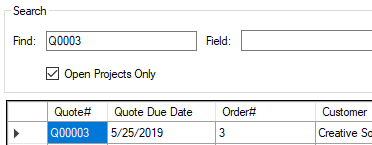 Search
Find: Q0003 Field:
Open Projects Only
Quote# Quote Due Date Order# Customer
Q00003 5/25/2019 3 Creative So